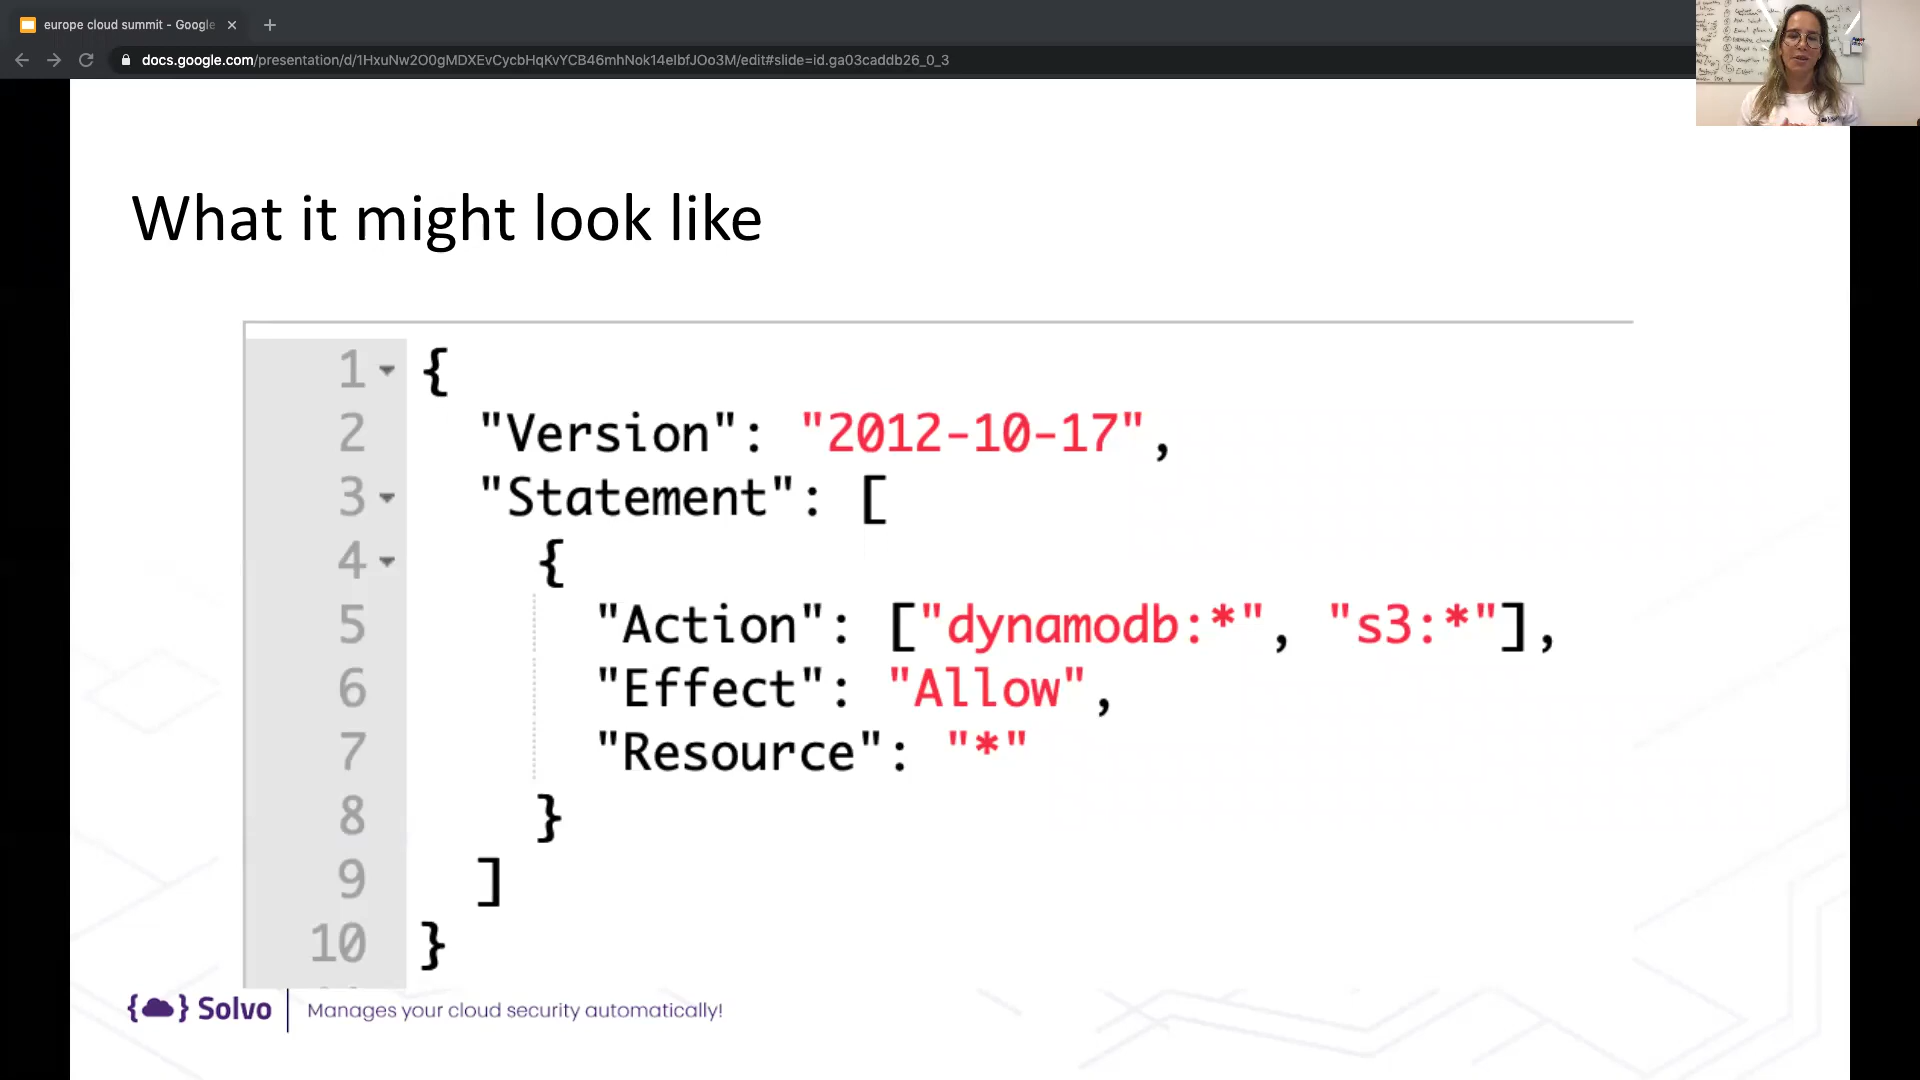 europe cloud summit - Google
docs.google.com/presentation/d/1HxuNw2O0gMDXEvCycbHqKvYCB46mhNok14eIbfJOo3M/edit#slide=id.ga03caddb26_0_3
What it might look like
1 {
2 "Version": "2012-10-17",
3 "Statement": [
4 {
5 "Action": ["dynamodb:*", "s3:*"],
6 "Effect": "Allow",
7 "Resource": "*"
8 }
9 ]
10 }
{ } Solvo
Manages your cloud security automatically!